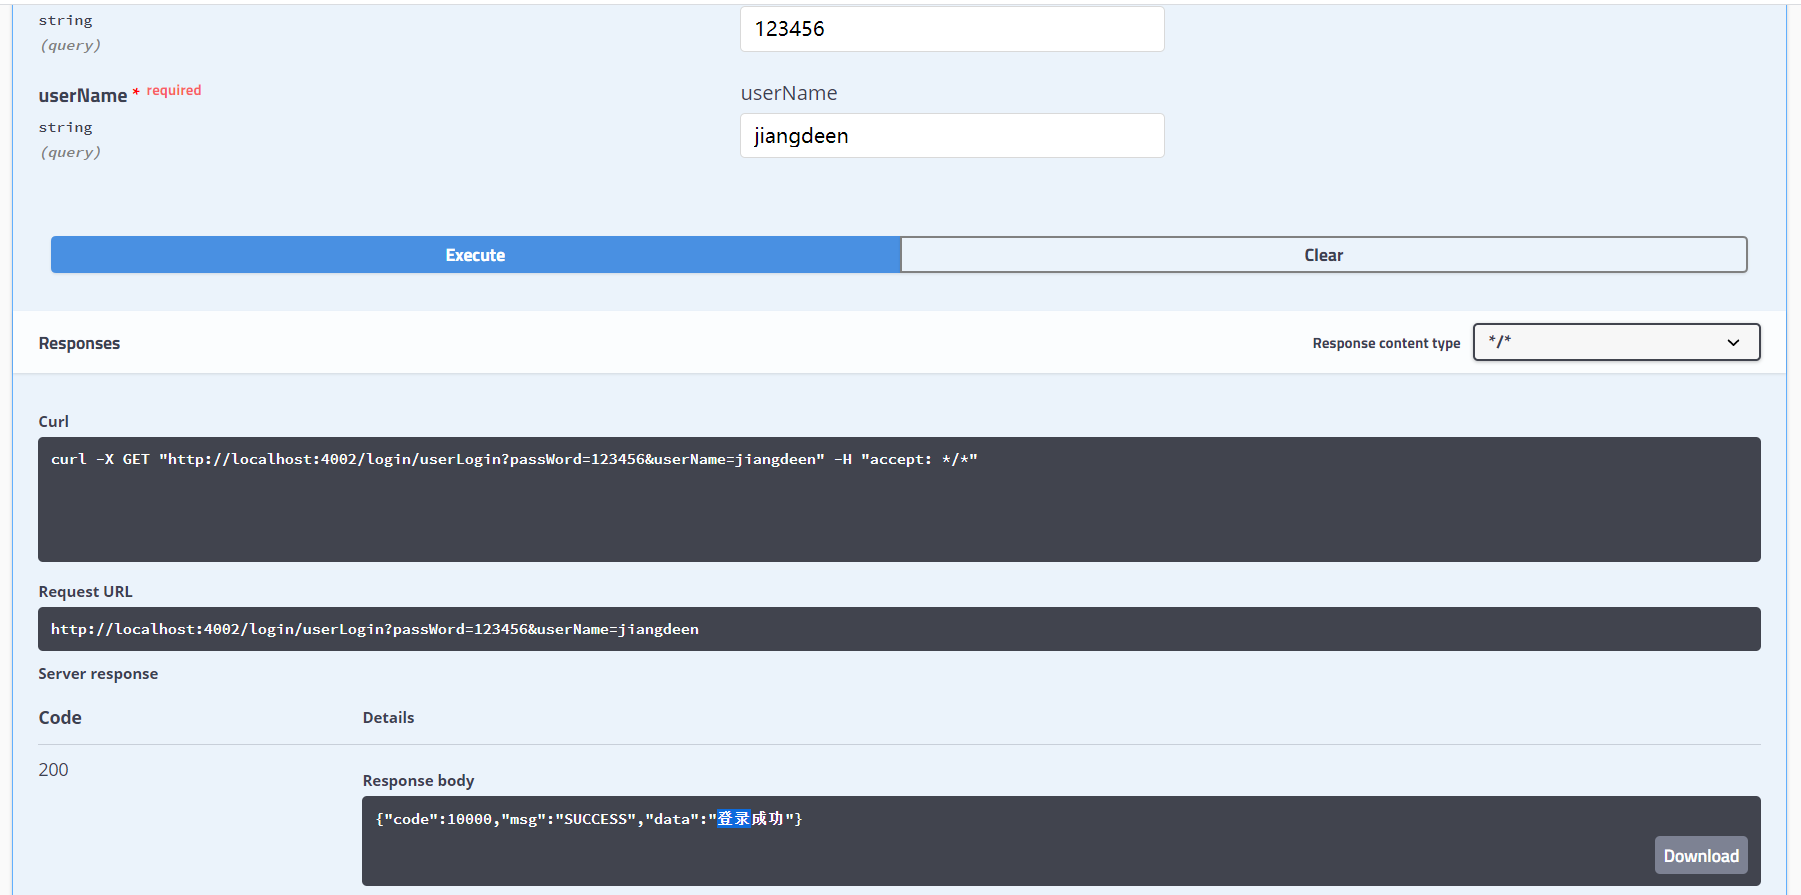 string
(query)
123456
userName * required
string
(query)
userName
jiangdeen
Execute
Clear
Responses
Response content type
*/*
Curl
curl -X GET "http://localhost:4002/login/userLogin?passWord=123456&userName=jiangdeen" -H "accept: */*"
Request URL
http://localhost:4002/login/userLogin?passWord=123456&userName=jiangdeen
Server response
Code
Details
200
Response body
{"code":10000,"msg":"SUCCESS","data":"登录成功"}
Download